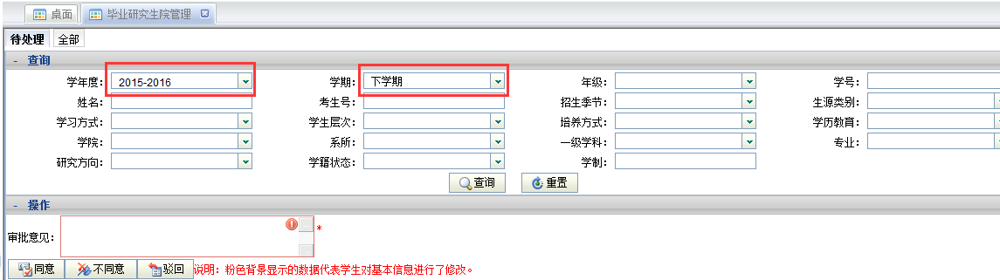 桌面 毕业研究生院管理
待处理 全部
- 查询
学年度： 2015-2016 学期： 下学期 年级： 学号：
姓名： 考生号： 招生季节： 生源类别：
学习方式： 学生层次： 培养方式： 学历教育：
学院： 系所： 一级学科： 专业：
研究方向： 学籍状态： 学制：
查询 重置
- 操作
审批意见： *
同意 不同意 驳回 说明：粉色背景显示的数据代表学生对基本信息进行了修改。